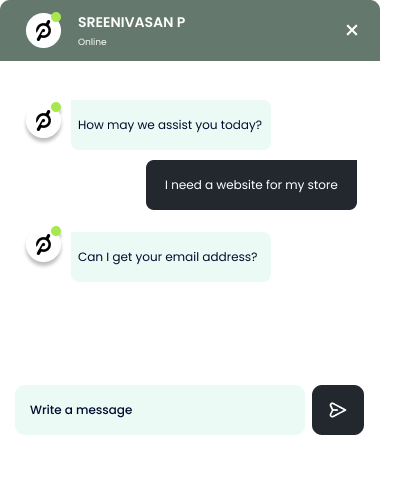 SREENIVASAN P
Online
How may we assist you today?
I need a website for my store
Can I get your email address?
Write a message